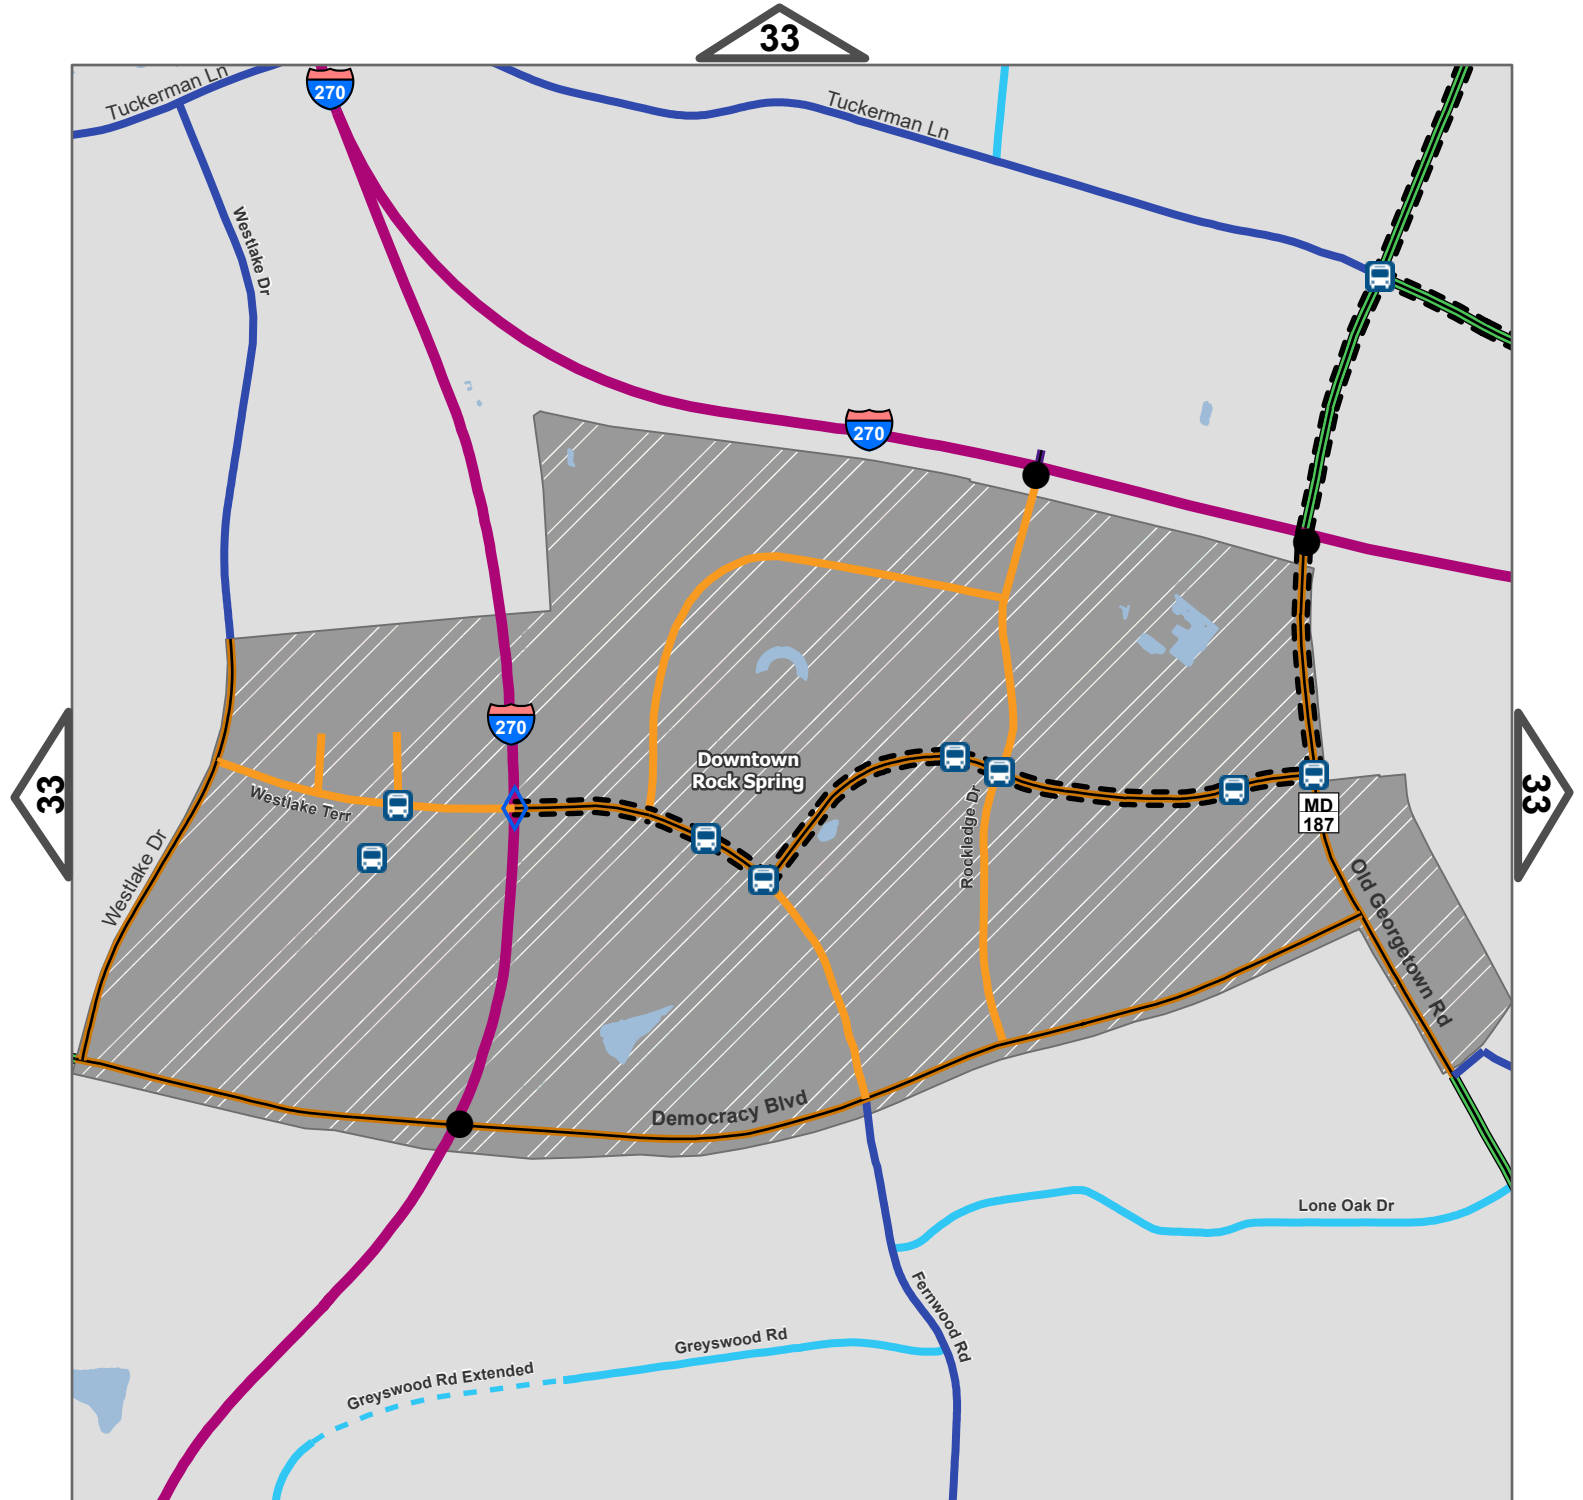 33
Tuckerman Ln
270
Tuckerman Ln
Westlake Dr
270
270
Downtown
Rock Spring
33
33
Westlake Terr
Rockledge Dr
MD
187
Westlake Dr
Old Georgetown Rd
Democracy Blvd
Lone Oak Dr
Fernwood Rd
Greyswood Rd
Greyswood Rd Extended